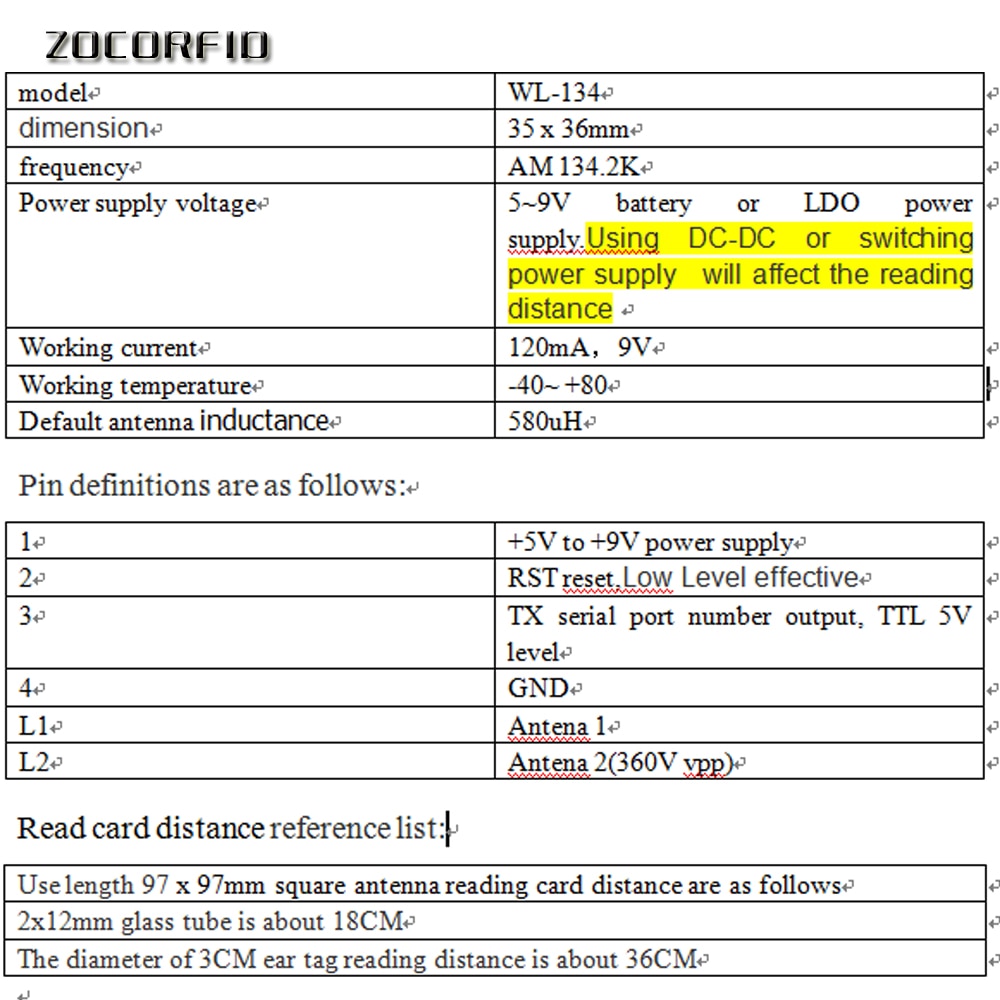 ZOCORFID
model WL-134
dimension 35 x 36mm
frequency AM 134.2K
Power supply voltage 5~9V battery or LDO power
supply.Using DC-DC or switching
power supply will affect the reading
distance
Working current 120mA，9V
Working temperature -40~ +80
Default antenna inductance 580uH
Pin definitions are as follows:
1 +5V to +9V power supply
2 RST reset,Low Level effective
3 TX serial port number output, TTL 5V
level
4 GND
L1 Antena 1
L2 Antena 2(360V vpp)
Read card distance reference list:
Use length 97 x 97mm square antenna reading card distance are as follows
2x12mm glass tube is about 18CM
The diameter of 3CM ear tag reading distance is about 36CM